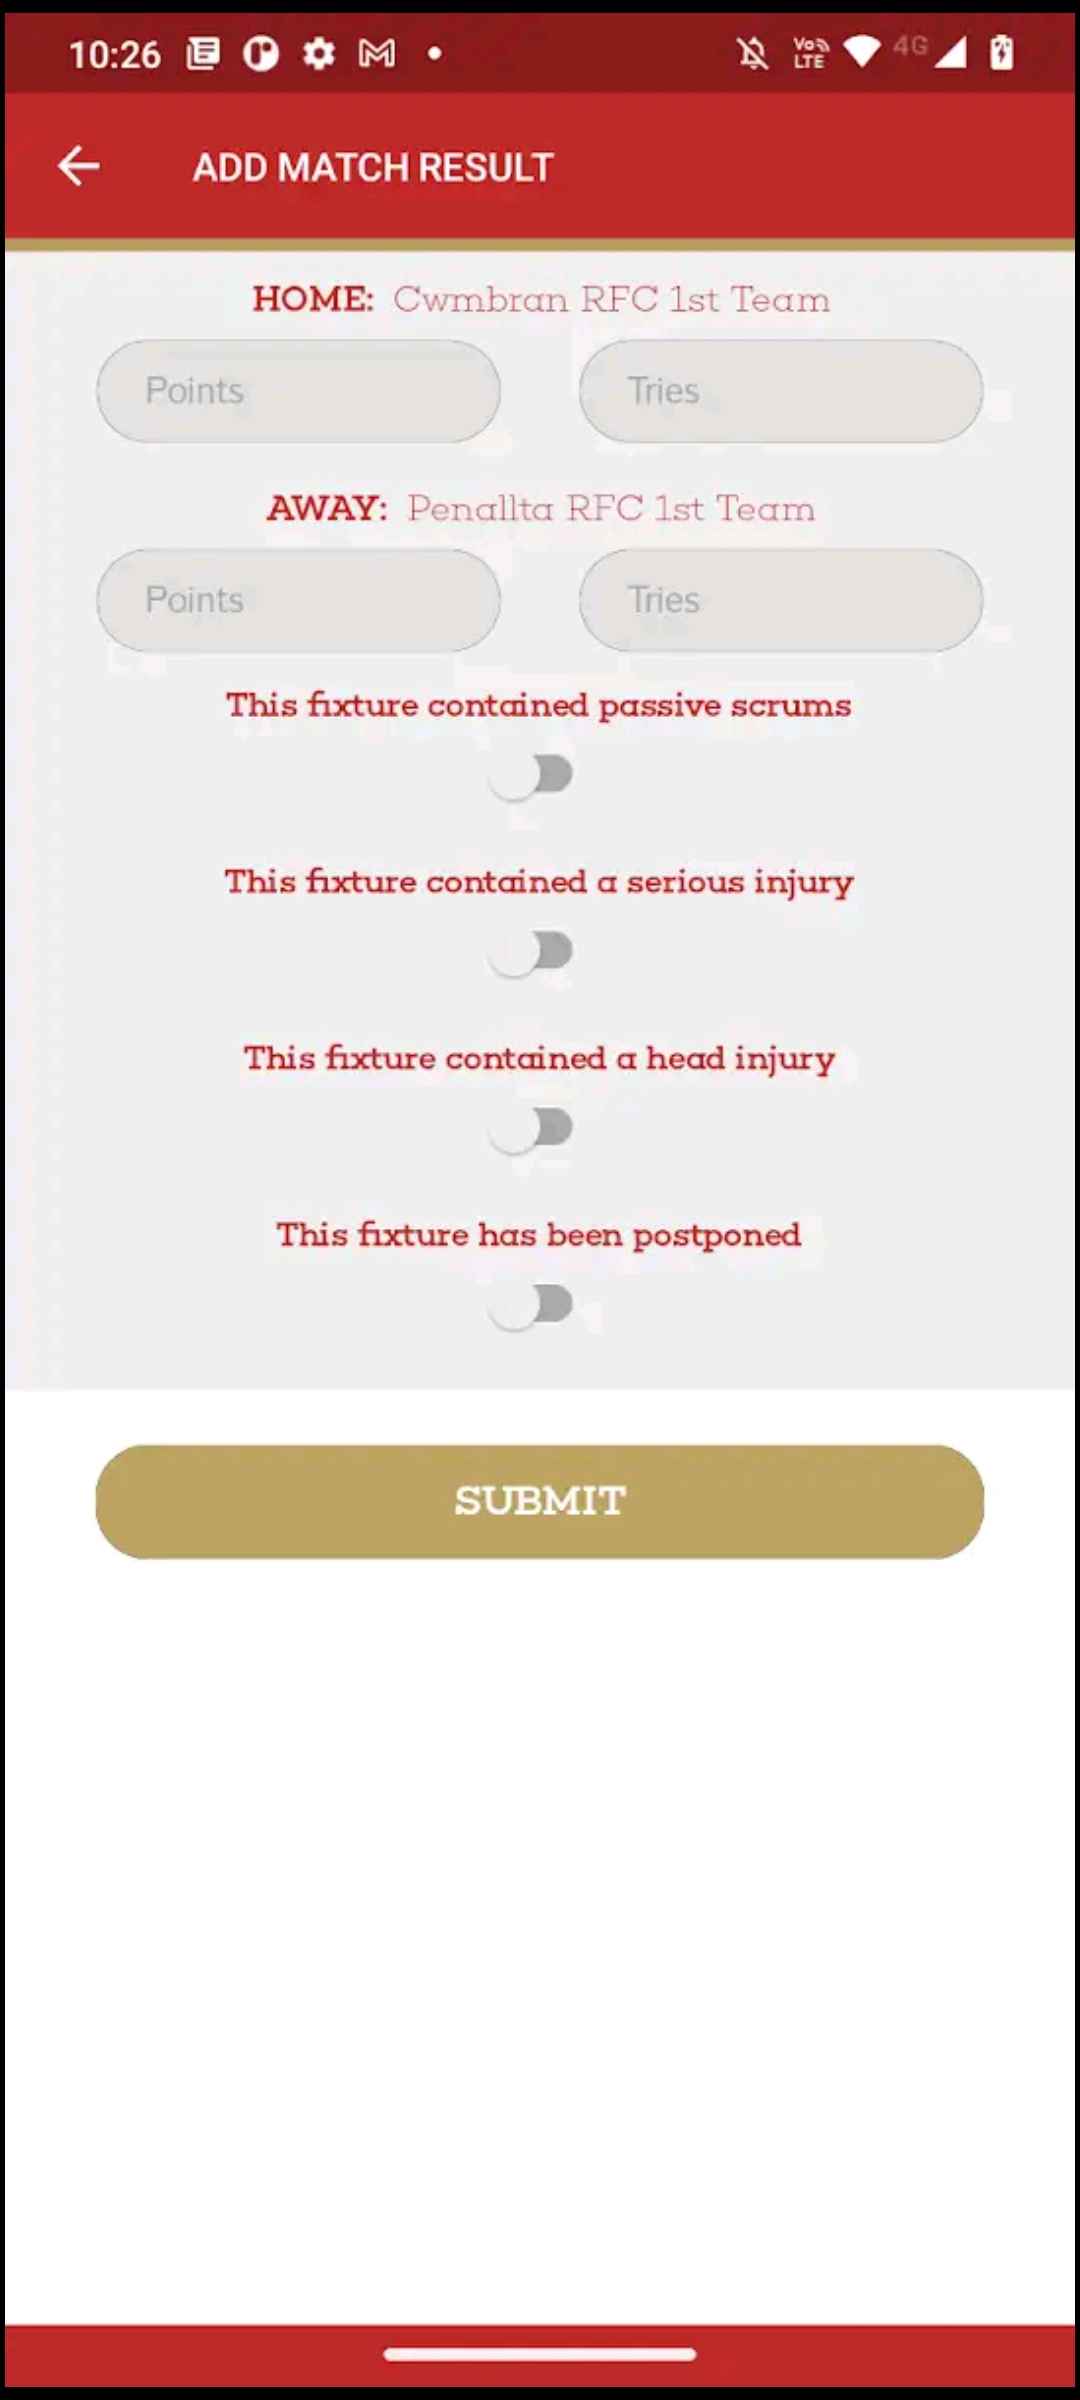 10:26 Vo LTE 4G
ADD MATCH RESULT
HOME: Cwmbran RFC 1st Team
Points Tries
AWAY: Penallta RFC 1st Team
Points Tries
This fixture contained passive scrums
This fixture contained a serious injury
This fixture contained a head injury
This fixture has been postponed
SUBMIT